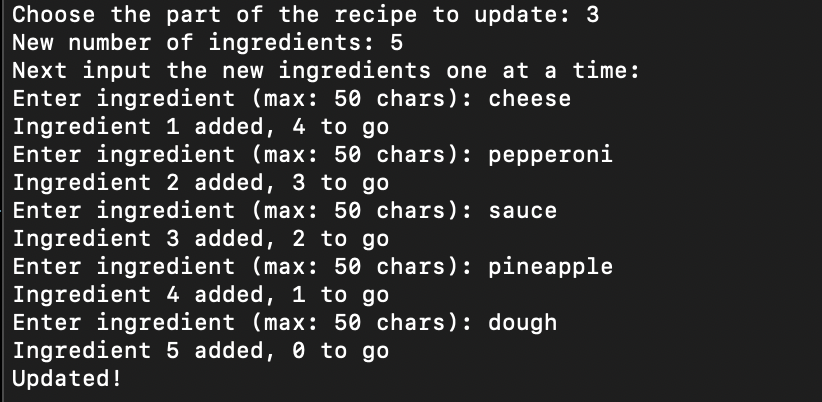 Choose the part of the recipe to update: 3
New number of ingredients: 5
Next input the new ingredients one at a time:
Enter ingredient (max: 50 chars): cheese
Ingredient 1 added, 4 to go
Enter ingredient (max: 50 chars): pepperoni
Ingredient 2 added, 3 to go
Enter ingredient (max: 50 chars): sauce
Ingredient 3 added, 2 to go
Enter ingredient (max: 50 chars): pineapple
Ingredient 4 added, 1 to go
Enter ingredient (max: 50 chars): dough
Ingredient 5 added, 0 to go
Updated!